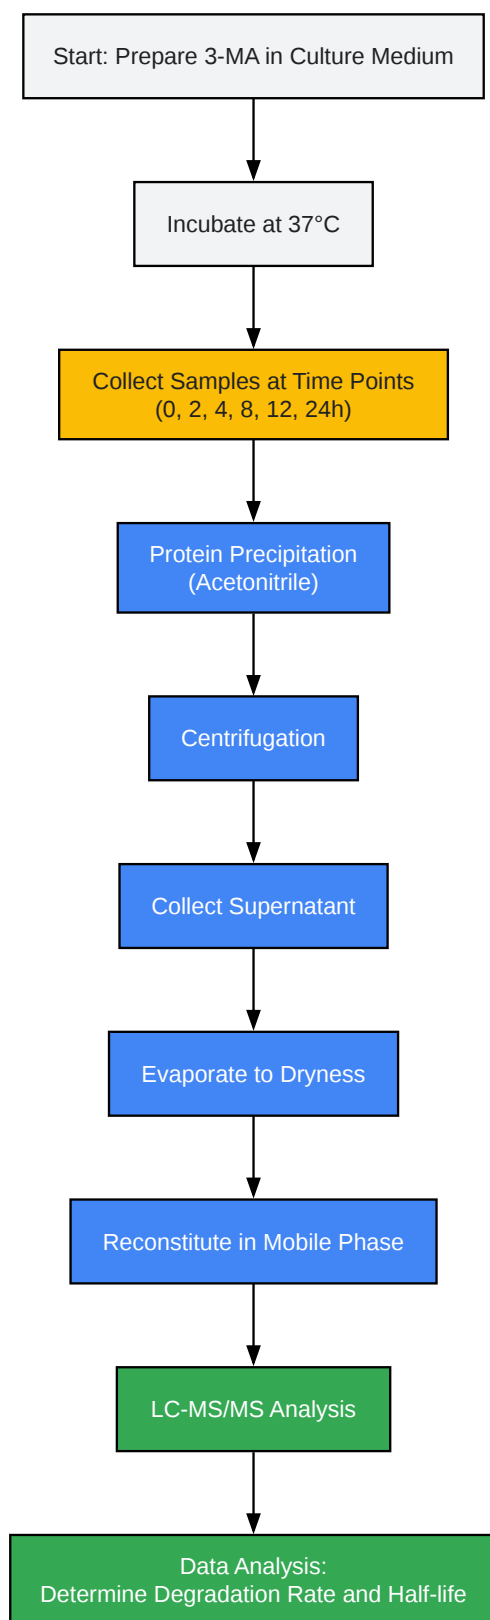 Start: Prepare 3-MA in Culture Medium
Incubate at 37°C
Collect Samples at Time Points
(0, 2, 4, 8, 12, 24h)
Protein Precipitation
(Acetonitrile)
Centrifugation
Collect Supernatant
Evaporate to Dryness
Reconstitute in Mobile Phase
LC-MS/MS Analysis
Data Analysis:
Determine Degradation Rate and Half-life